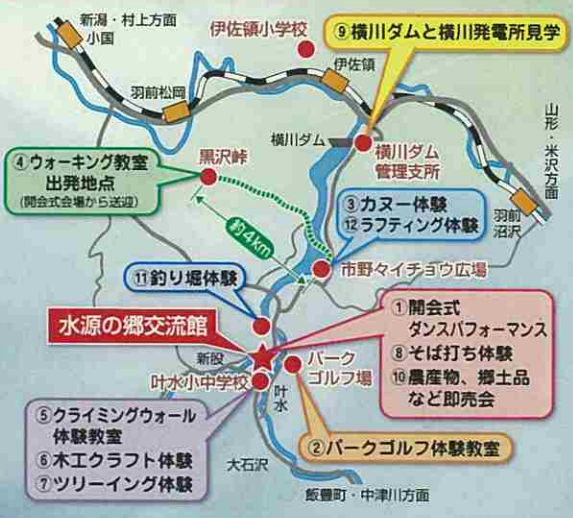 新潟・村上方面
小国
伊佐領小学校
⑨横川ダムと横川発電所見学
伊佐領
羽前松岡
山形・米沢方面
横川ダム
横川ダム
管理支所
黒沢峠
④ウォーキング教室
出発地点
(開会式会場から送迎)
羽前
沼沢
③カヌー体験
⑫ラフティング体験
約4km
市野々イチョウ広場
⑪釣り堀体験
水源の郷交流館
①開会式
ダンスパフォーマンス
⑧そば打ち体験
⑩農産物、郷土品
など即売会
新股
叶水小中学校
パーク
ゴルフ場
叶水
⑤クライミングウォール
体験教室
⑥木工クラフト体験
⑦ツリーイング体験
②パークゴルフ体験教室
大石沢
飯豊町・中津川方面